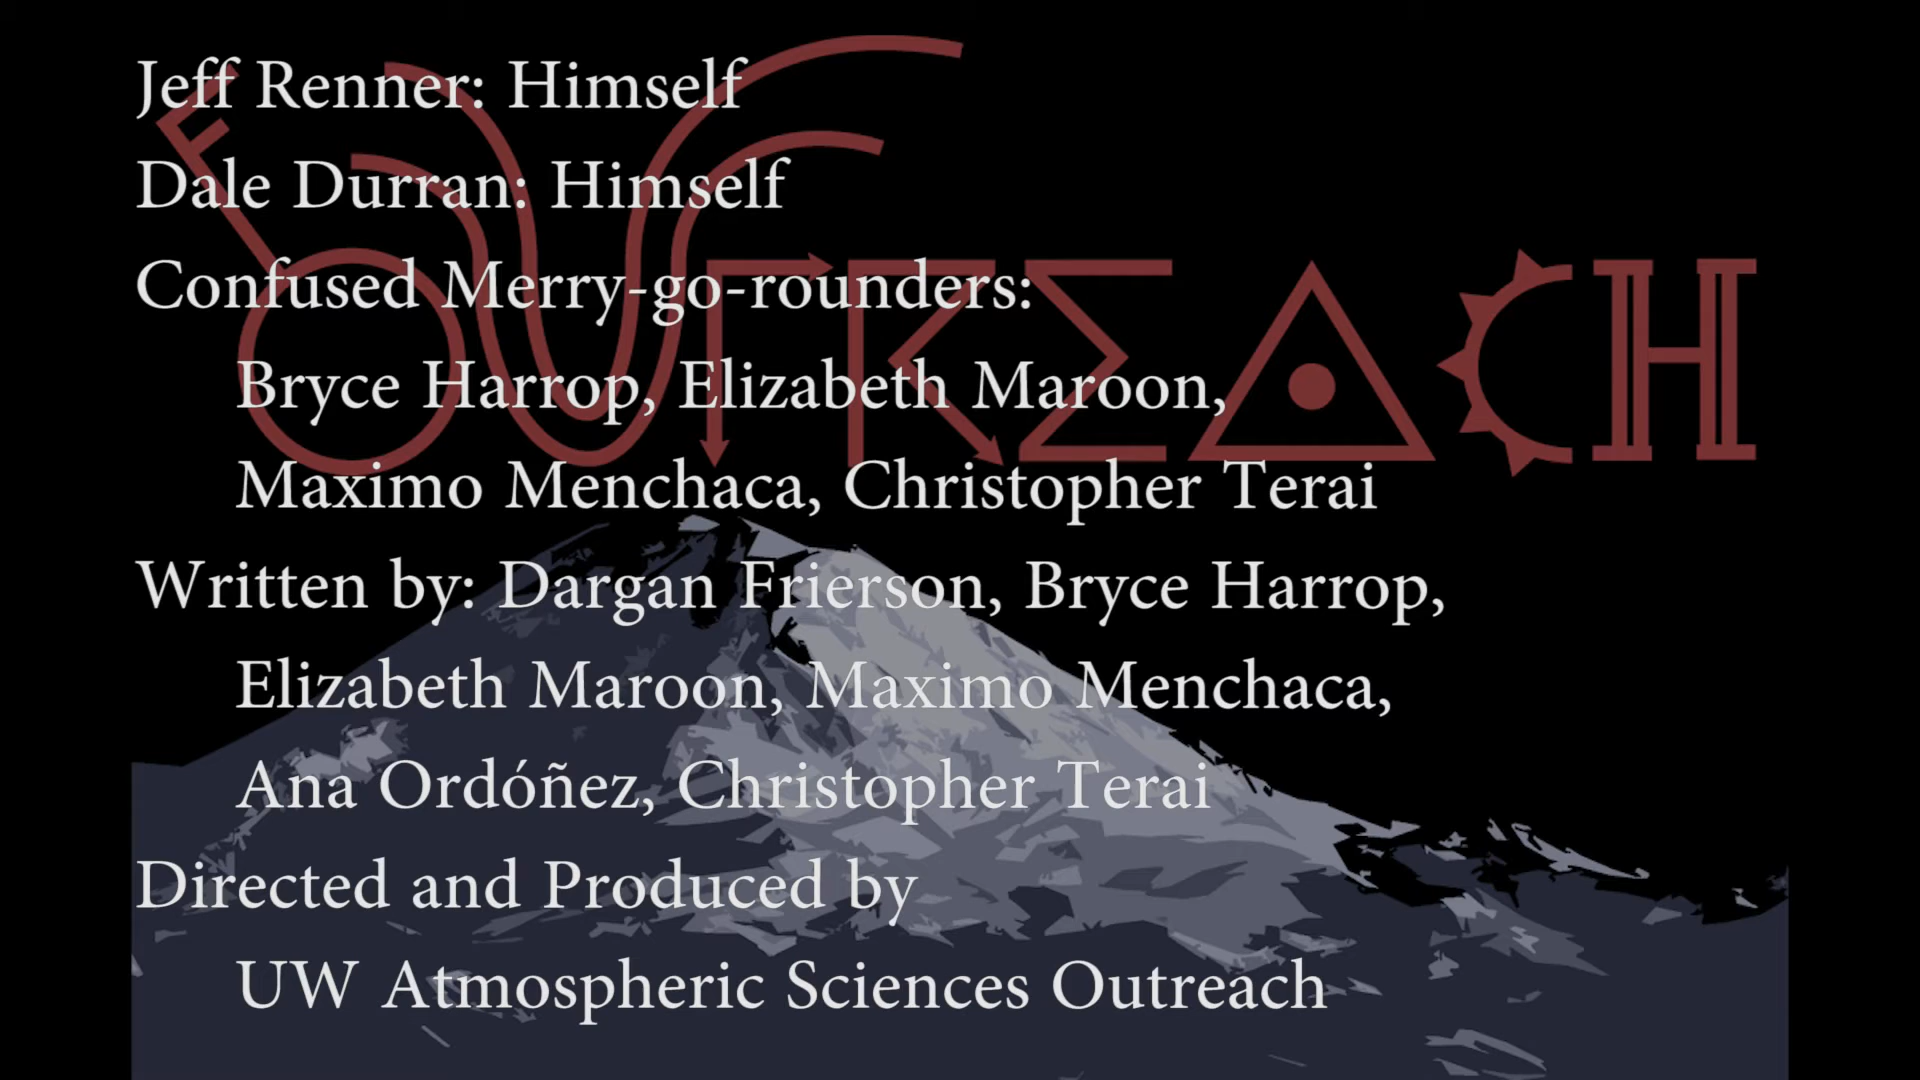 Jeff Renner: Himself
Dale Durran: Himself
Confused Merry-go-rounders:
Bryce Harrop, Elizabeth Maroon,
Maximo Menchaca, Christopher Terai
Written by: Dargan Frierson, Bryce Harrop,
Elizabeth Maroon, Maximo Menchaca,
Ana Ordóñez, Christopher Terai
Directed and Produced by
UW Atmospheric Sciences Outreach
OUTREACH